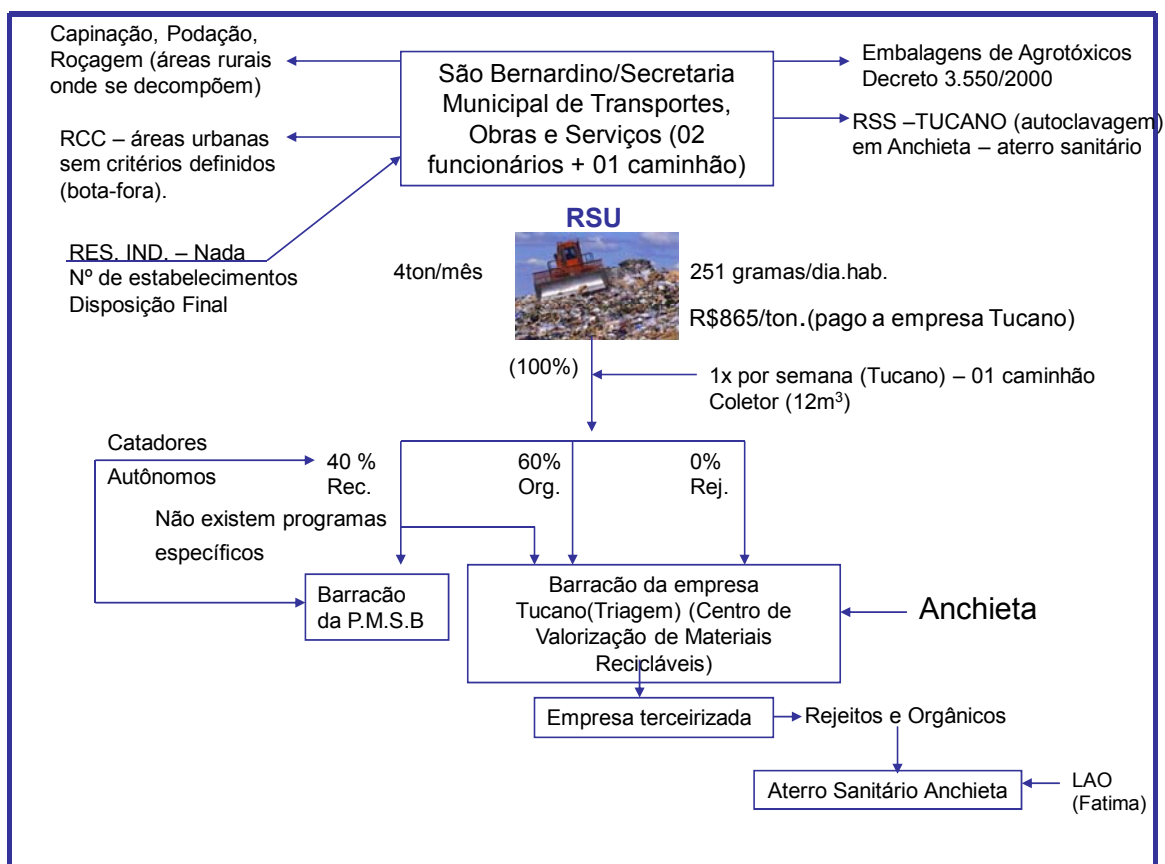 Capinação, Podação,
Roçagem (áreas rurais
onde se decompõem)
São Bernardino/Secretaria
Municipal de Transportes,
Obras e Serviços (02
funcionários + 01 caminhão)
Embalagens de Agrotóxicos
Decreto 3.550/2000
RSS –TUCANO (autoclavagem)
em Anchieta – aterro sanitário
RCC – áreas urbanas
sem critérios definidos
(bota-fora).
RES. IND. – Nada
Nº de estabelecimentos
Disposição Final
RSU
4ton/mês
251 gramas/dia.hab.
R$865/ton.(pago a empresa Tucano)
(100%)
1x por semana (Tucano) – 01 caminhão
Coletor (12m³)
Catadores
Autônomos
40 %
Rec.
60%
Org.
0%
Rej.
Não existem programas
específicos
Barracão
da P.M.S.B
Barracão da empresa
Tucano(Triagem) (Centro de
Valorização de Materiais
Recicláveis)
Anchieta
Empresa terceirizada
Rejeitos e Orgânicos
Aterro Sanitário Anchieta
LAO
(Fatima)